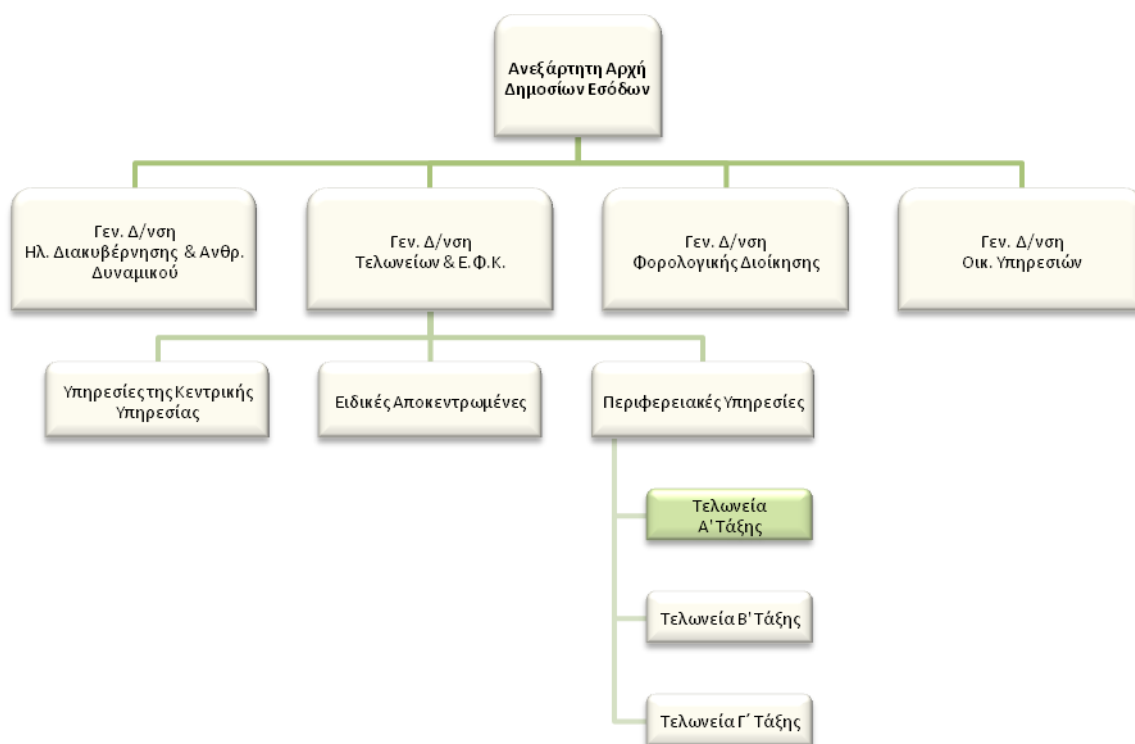 Ανεξάρτητη Αρχή
Δημοσίων Εσόδων
Γεν. Δ/νση
Ηλ. Διακυβέρνησης & Ανθρ.
Δυναμικού
Γεν. Δ/νση
Τελωνείων & Ε.Φ.Κ.
Γεν. Δ/νση
Φορολογικής Διοίκησης
Γεν. Δ/νση
Οικ. Υπηρεσιών
Υπηρεσίες της Κεντρικής
Υπηρεσίας
Ειδικές Αποκεντρωμένες
Περιφερειακές Υπηρεσίες
Τελωνεία
Α' Τάξης
Τελωνεία Β' Τάξης
Τελωνεία Γ΄ Τάξης